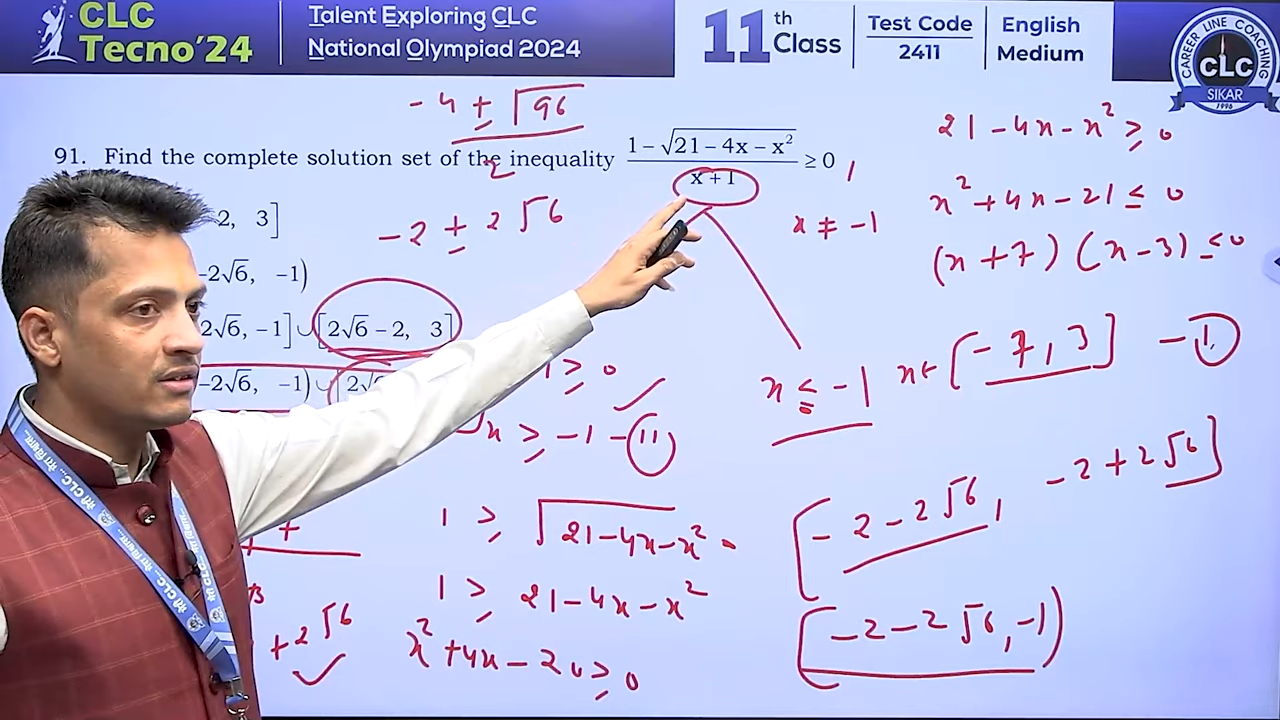 CLC
Tecno'24
Talent Exploring CLC
National Olympiad 2024
11th Class
Test Code
2411
English
Medium
CAREER LINE COACHING
CLC
SIKAR
1996
- 4 ± √96
2
91. Find the complete solution set of the inequality (1 − √(21 − 4x − x²))/(x + 1) ≥ 0
-2 ± 2√6
x ≠ -1
21 - 4x - x² ≥ 0
x² + 4x - 21 ≤ 0
(x + 7) (x - 3) ≤ 0
2, 3]
−2√6, −1)
2√6, −1] ∪ [2√6 − 2, 3]
−2√6, −1) ∪
1 ≥ 0
x ≤ -1
x ∈ [-7, 3] - ①
x ≥ -1 - ⑪
[-2 - 2√6, -2 + 2√6]
1 ≥ √21 - 4x - x²
1 ≥ 21 - 4x - x²
x² + 4x - 20 ≥ 0
+ 2√6
[-2 - 2√6, -1)